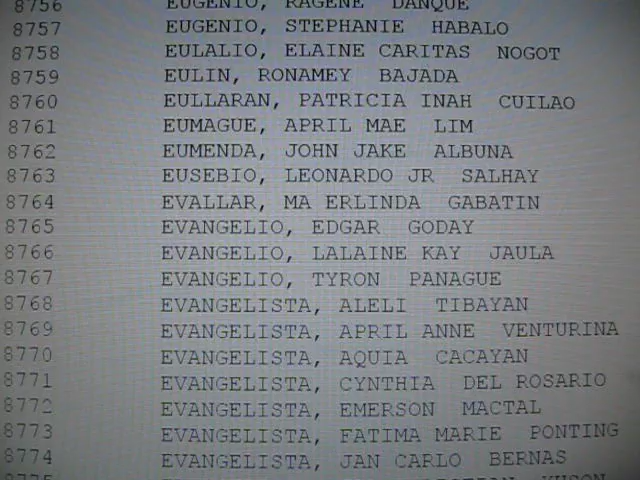 8756 EUGENIO, RAGENE DANQUE
8757 EUGENIO, STEPHANIE HABALO
8758 EULALIO, ELAINE CARITAS NOGOT
8759 EULIN, RONAMEY BAJADA
8760 EULLARAN, PATRICIA INAH CUILAO
8761 EUMAGUE, APRIL MAE LIM
8762 EUMENDA, JOHN JAKE ALBUNA
8763 EUSEBIO, LEONARDO JR SALHAY
8764 EVALLAR, MA ERLINDA GABATIN
8765 EVANGELIO, EDGAR GODAY
8766 EVANGELIO, LALAINE KAY JAULA
8767 EVANGELIO, TYRON PANAGUE
8768 EVANGELISTA, ALELI TIBAYAN
8769 EVANGELISTA, APRIL ANNE VENTURINA
8770 EVANGELISTA, AQUIA CACAYAN
8771 EVANGELISTA, CYNTHIA DEL ROSARIO
8772 EVANGELISTA, EMERSON MACTAL
8773 EVANGELISTA, FATIMA MARIE PONTING
8774 EVANGELISTA, JAN CARLO BERNAS